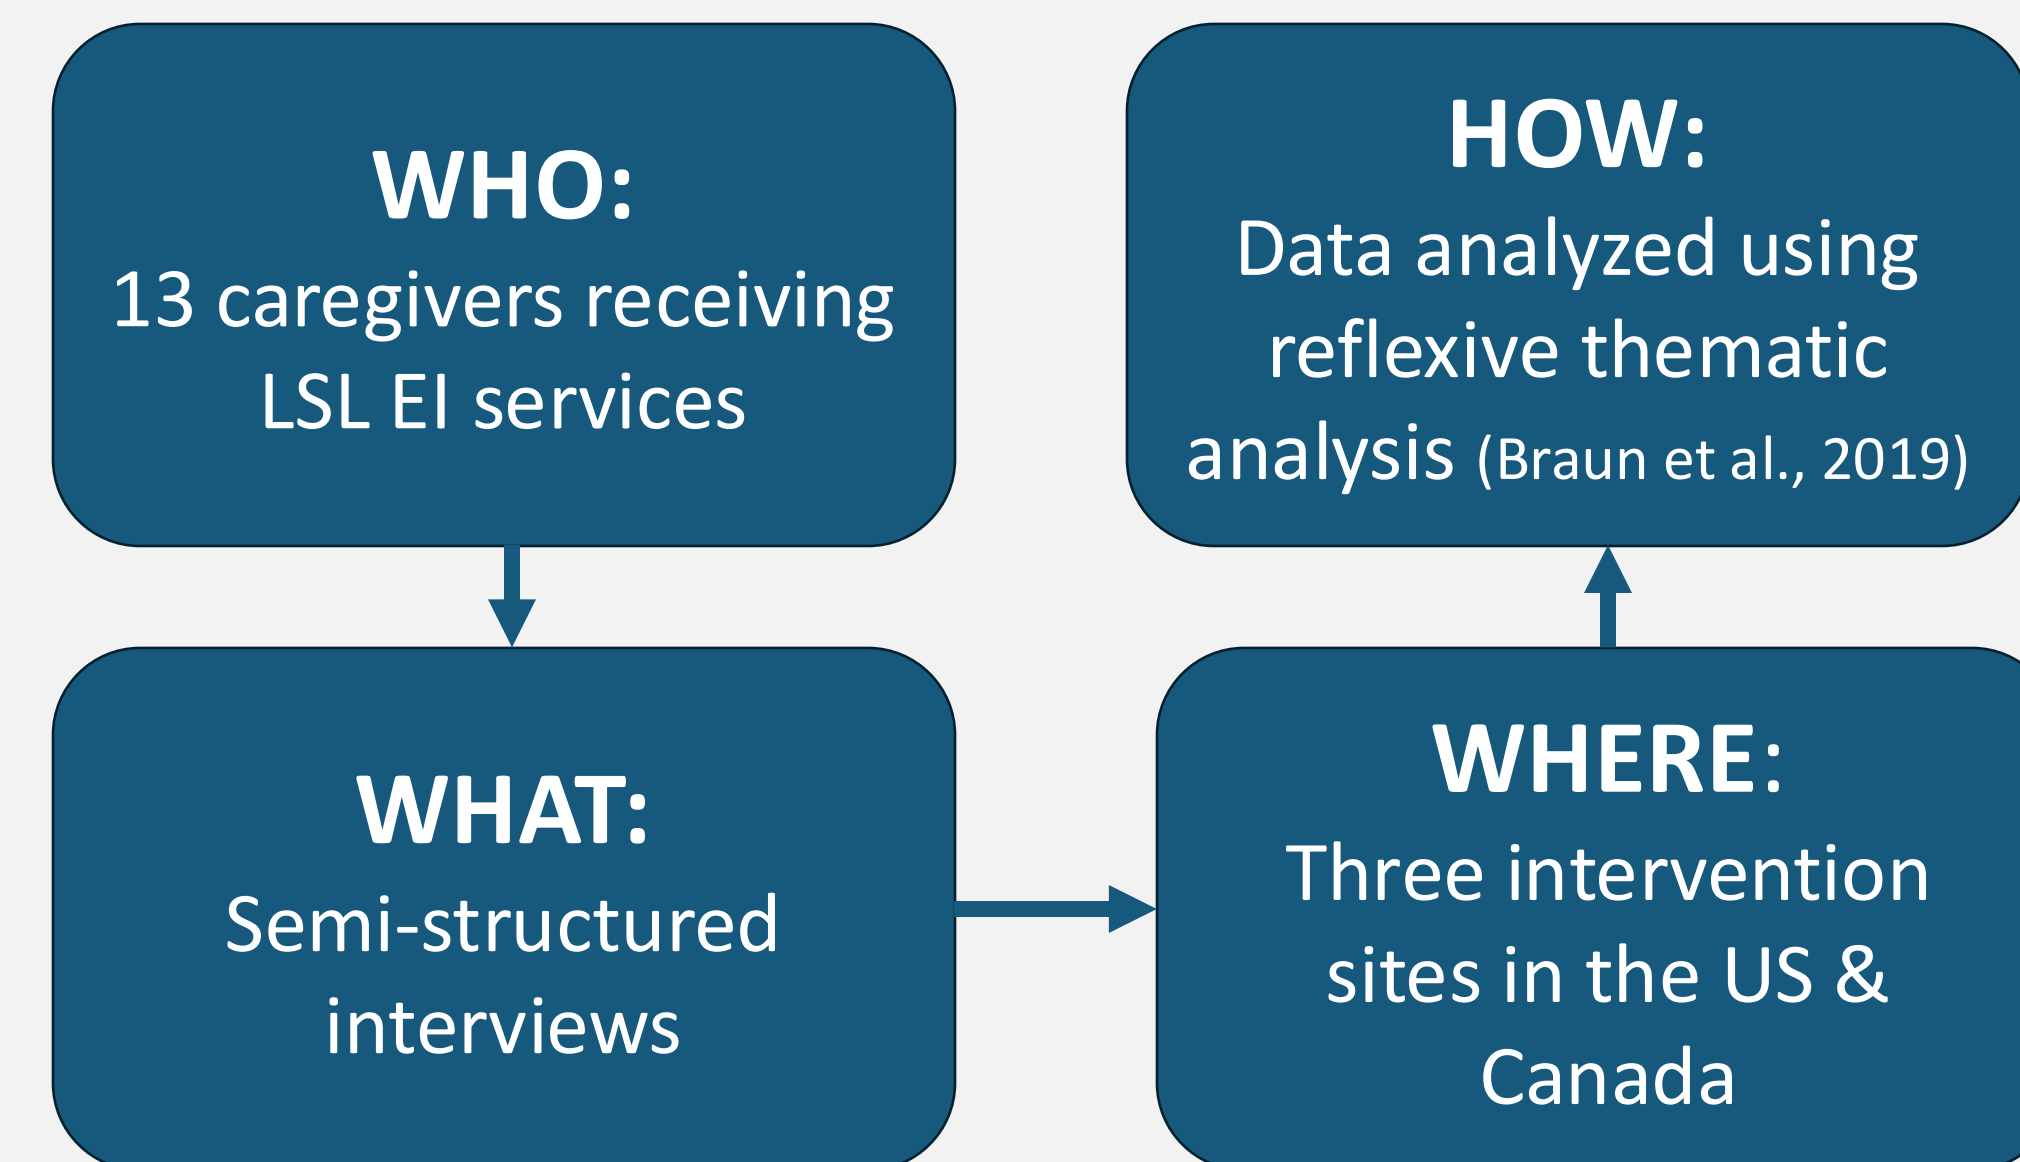 WHO:
13 caregivers receiving
LSL EI services
WHAT:
Semi-structured
interviews
WHERE:
Three intervention
sites in the US &
Canada
HOW:
Data analyzed using
reflexive thematic
analysis (Braun et al., 2019)